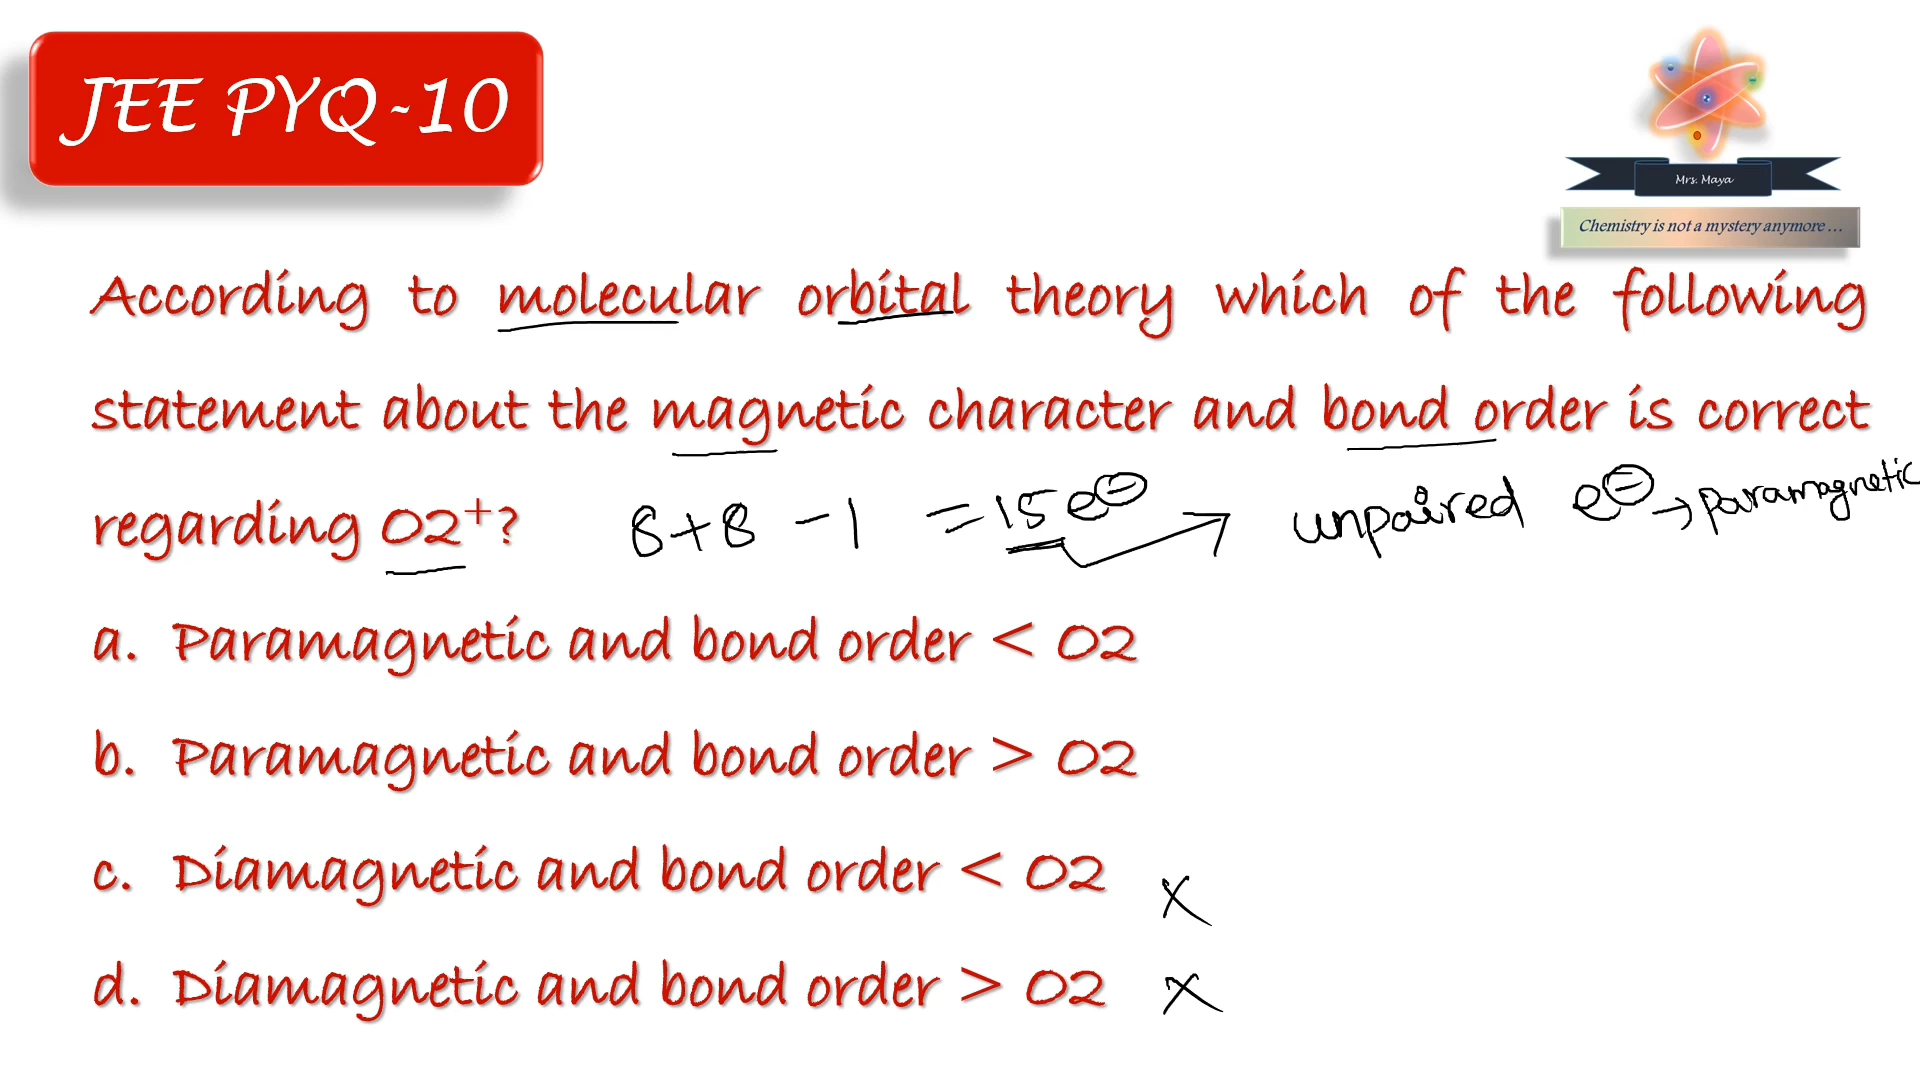 JEE PYQ-10
Mrs. Maya
Chemistry is not a mystery anymore ...
According to molecular orbital theory which of the following
statement about the magnetic character and bond order is correct
regarding O2⁺?
8+8 -1 = 15 e⊖ unpaired e⊖ → paramagnetic
a. Paramagnetic and bond order < O2
b. Paramagnetic and bond order > O2
c. Diamagnetic and bond order < O2 X
d. Diamagnetic and bond order > O2 X